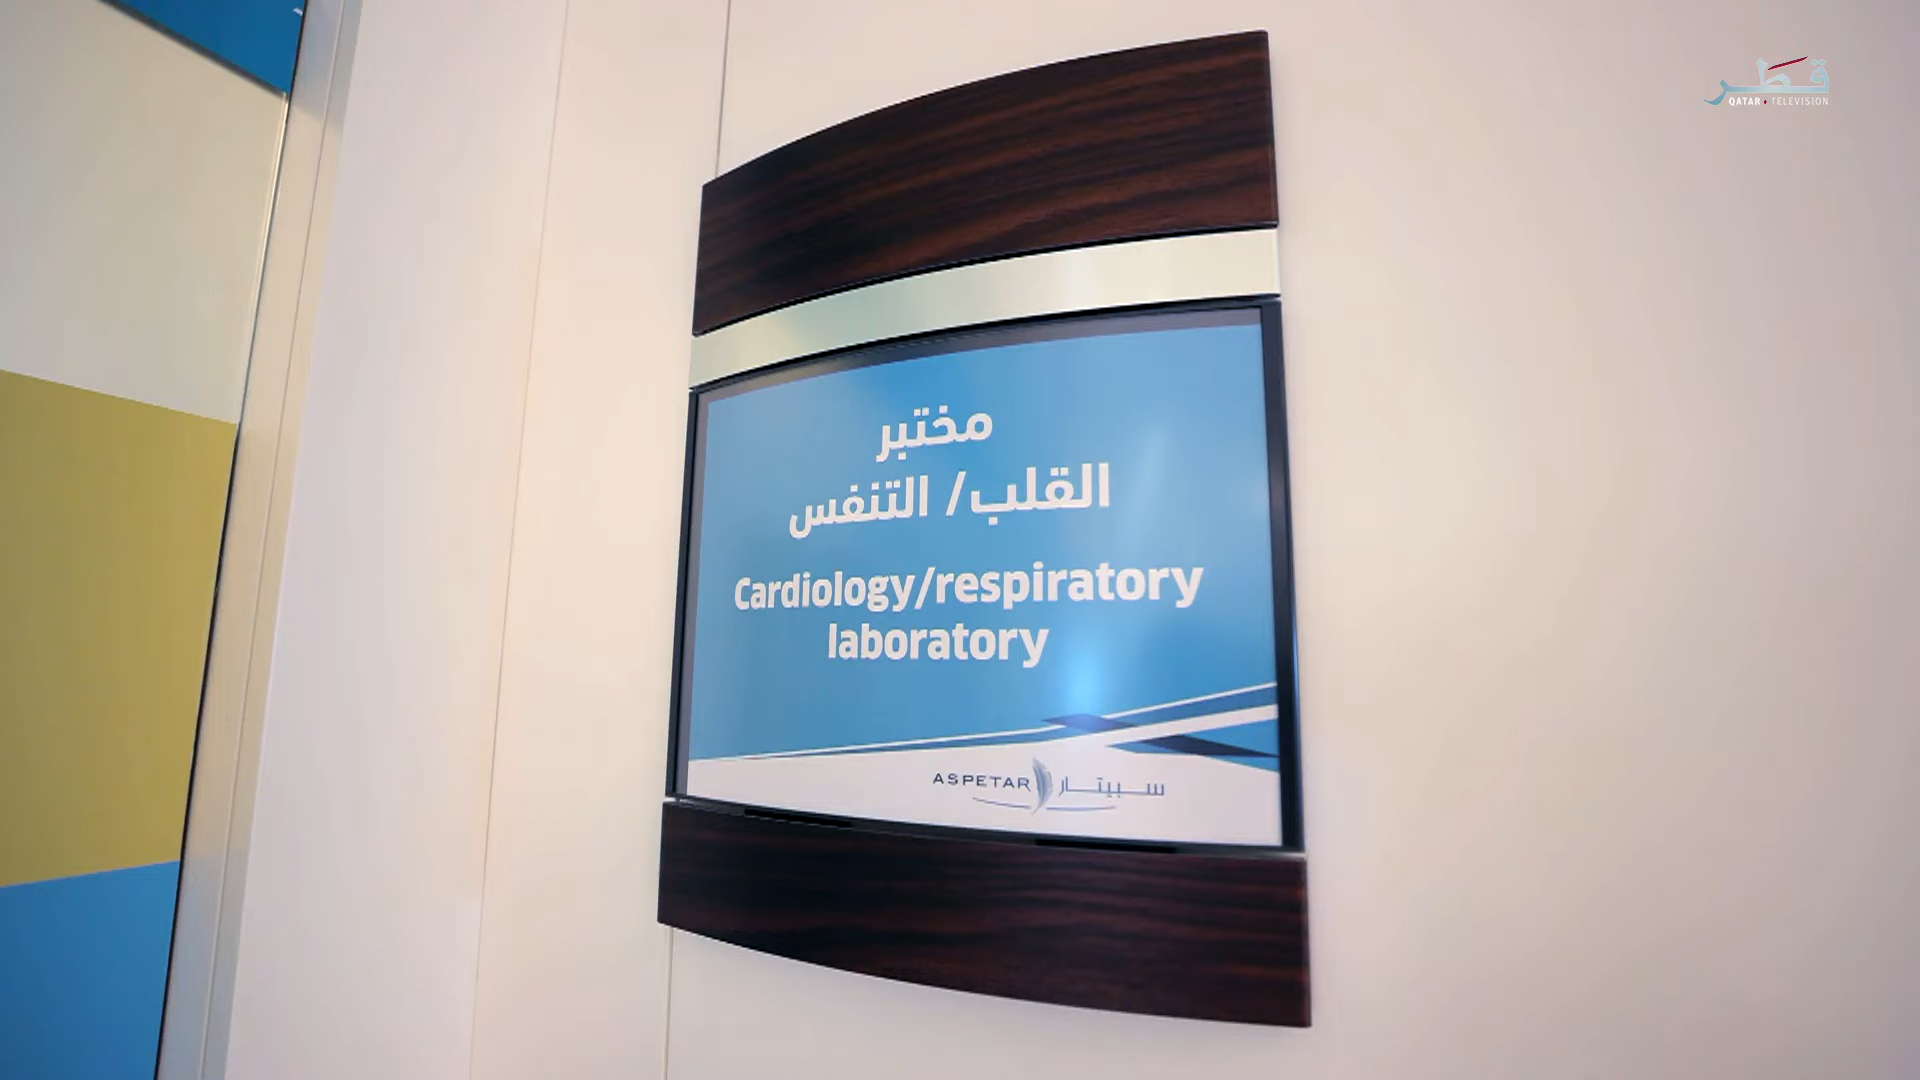 قطر
QATAR TELEVISION
مختبر
القلب/ التنفس
Cardiology/respiratory
laboratory
ASPETAR سبيتار